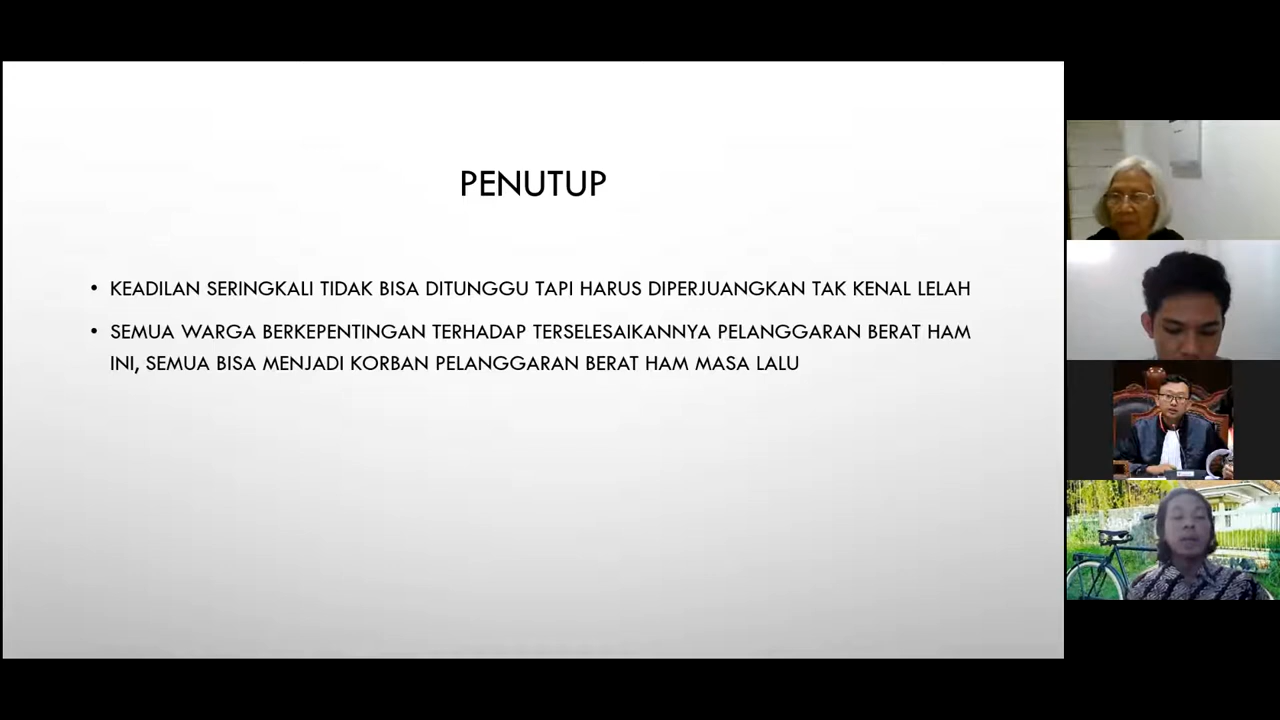 PENUTUP
• KEADILAN SERINGKALI TIDAK BISA DITUNGGU TAPI HARUS DIPERJUANGKAN TAK KENAL LELAH
• SEMUA WARGA BERKEPENTINGAN TERHADAP TERSELESAIKANNYA PELANGGARAN BERAT HAM
INI, SEMUA BISA MENJADI KORBAN PELANGGARAN BERAT HAM MASA LALU